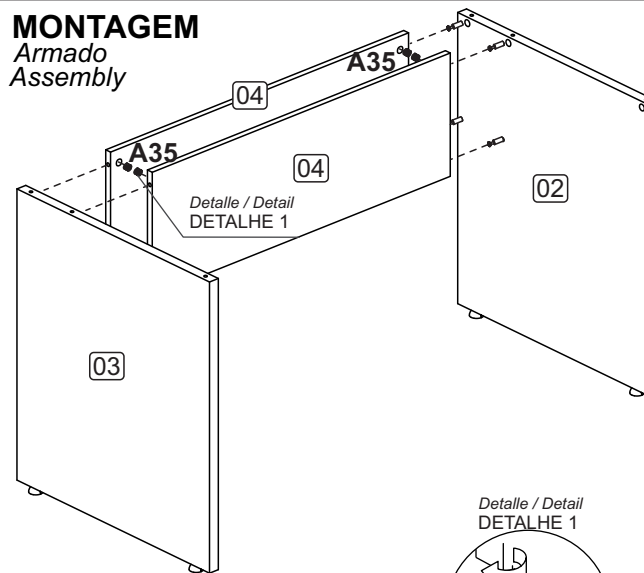 MONTAGEM
Armado
Assembly
A35
04
A35
04
Detalle / Detail
DETALHE 1
02
03
Detalle / Detail
DETALHE 1